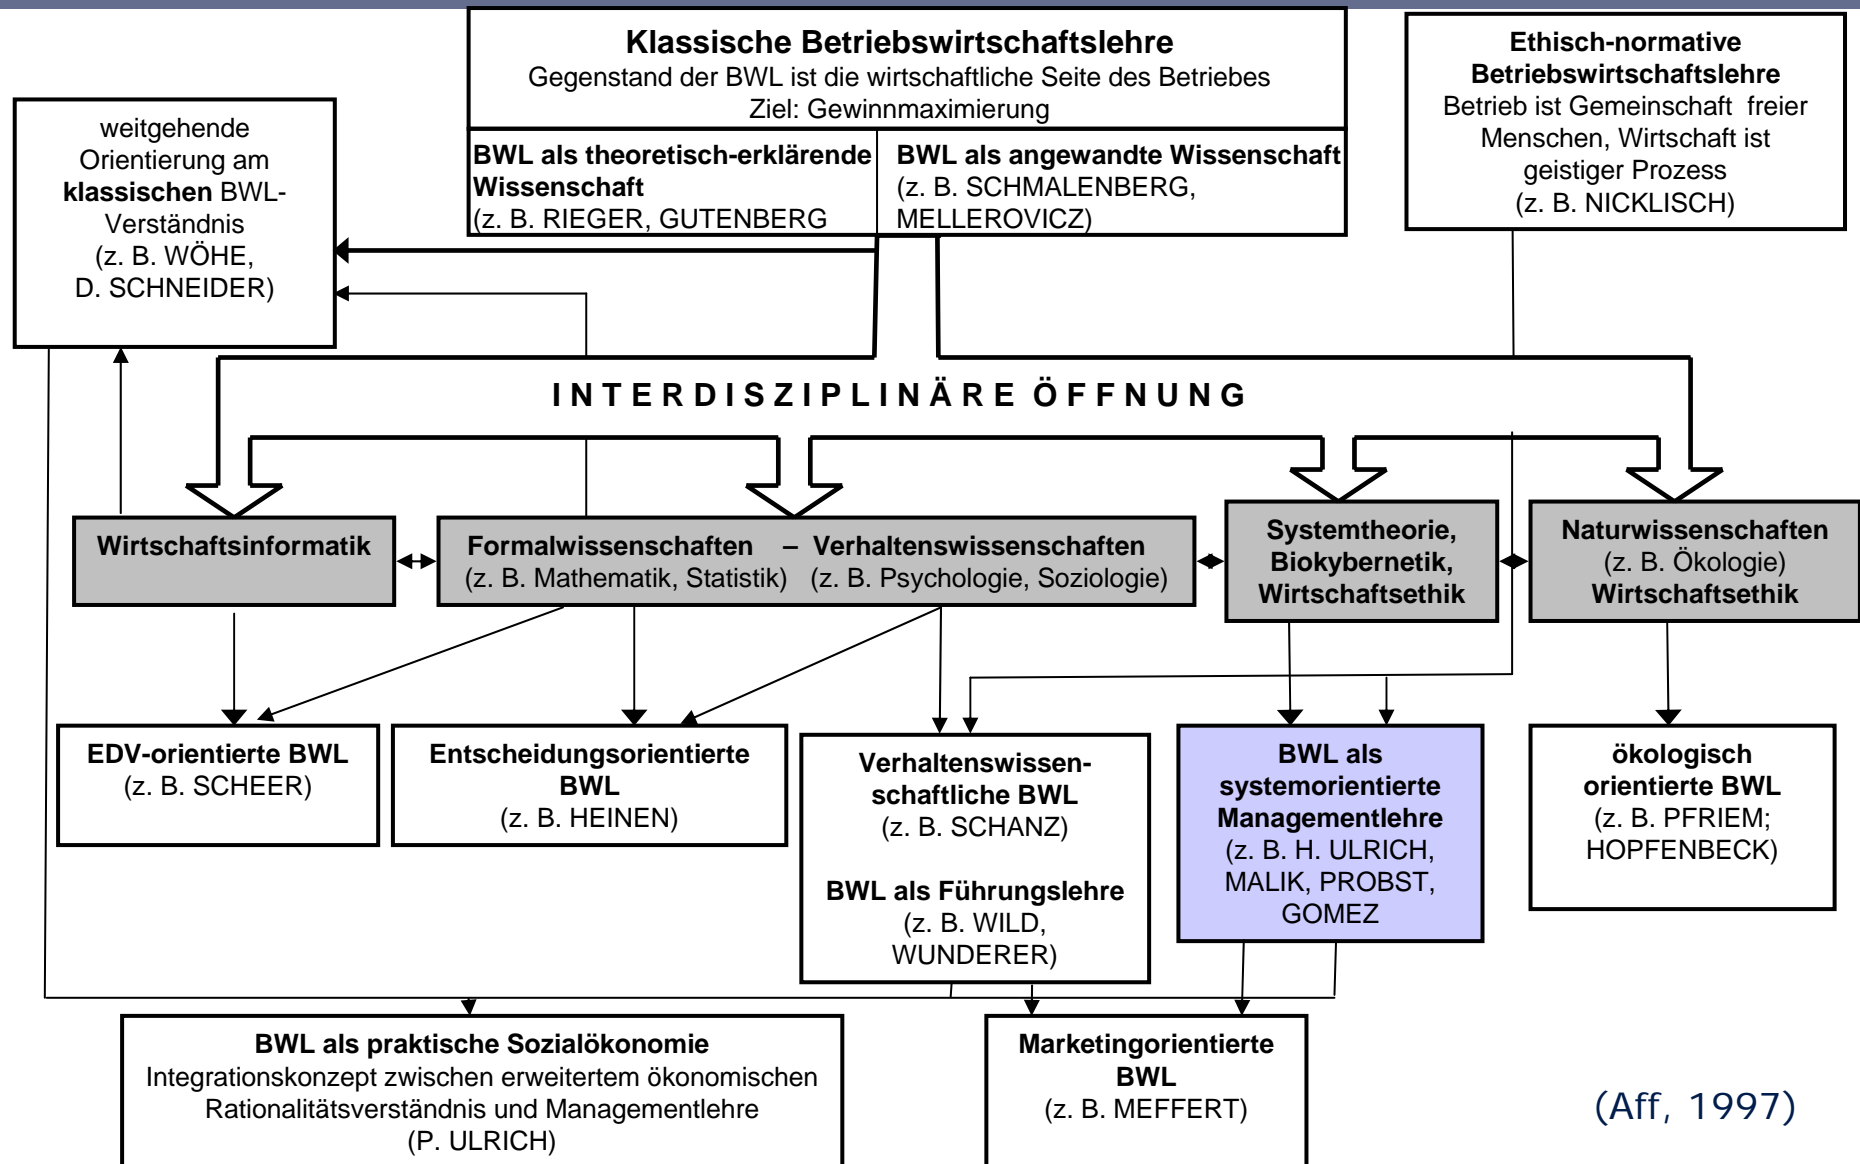 Klassische Betriebswirtschaftslehre
Gegenstand der BWL ist die wirtschaftliche Seite des Betriebes
Ziel: Gewinnmaximierung
BWL als theoretisch-erklärende
Wissenschaft
(z. B. RIEGER, GUTENBERG
BWL als angewandte Wissenschaft
(z. B. SCHMALENBERG,
MELLEROVICZ)
Ethisch-normative
Betriebswirtschaftslehre
Betrieb ist Gemeinschaft freier
Menschen, Wirtschaft ist
geistiger Prozess
(z. B. NICKLISCH)
weitgehende
Orientierung am
klassischen BWL-
Verständnis
(z. B. WÖHE,
D. SCHNEIDER)
INTERDISZIPLINÄRE ÖFFNUNG
Wirtschaftsinformatik
Formalwissenschaften – Verhaltenswissenschaften
(z. B. Mathematik, Statistik) (z. B. Psychologie, Soziologie)
Systemtheorie,
Biokybernetik,
Wirtschaftsethik
Naturwissenschaften
(z. B. Ökologie)
Wirtschaftsethik
EDV-orientierte BWL
(z. B. SCHEER)
Entscheidungsorientierte
BWL
(z. B. HEINEN)
Verhaltenswissen-
schaftliche BWL
(z. B. SCHANZ)
BWL als Führungslehre
(z. B. WILD,
WUNDERER)
BWL als
systemorientierte
Managementlehre
(z. B. H. ULRICH,
MALIK, PROBST,
GOMEZ
ökologisch
orientierte BWL
(z. B. PFRIEM;
HOPFENBECK)
BWL als praktische Sozialökonomie
Integrationskonzept zwischen erweitertem ökonomischen
Rationalitätsverständnis und Managementlehre
(P. ULRICH)
Marketingorientierte
BWL
(z. B. MEFFERT)
(Aff, 1997)